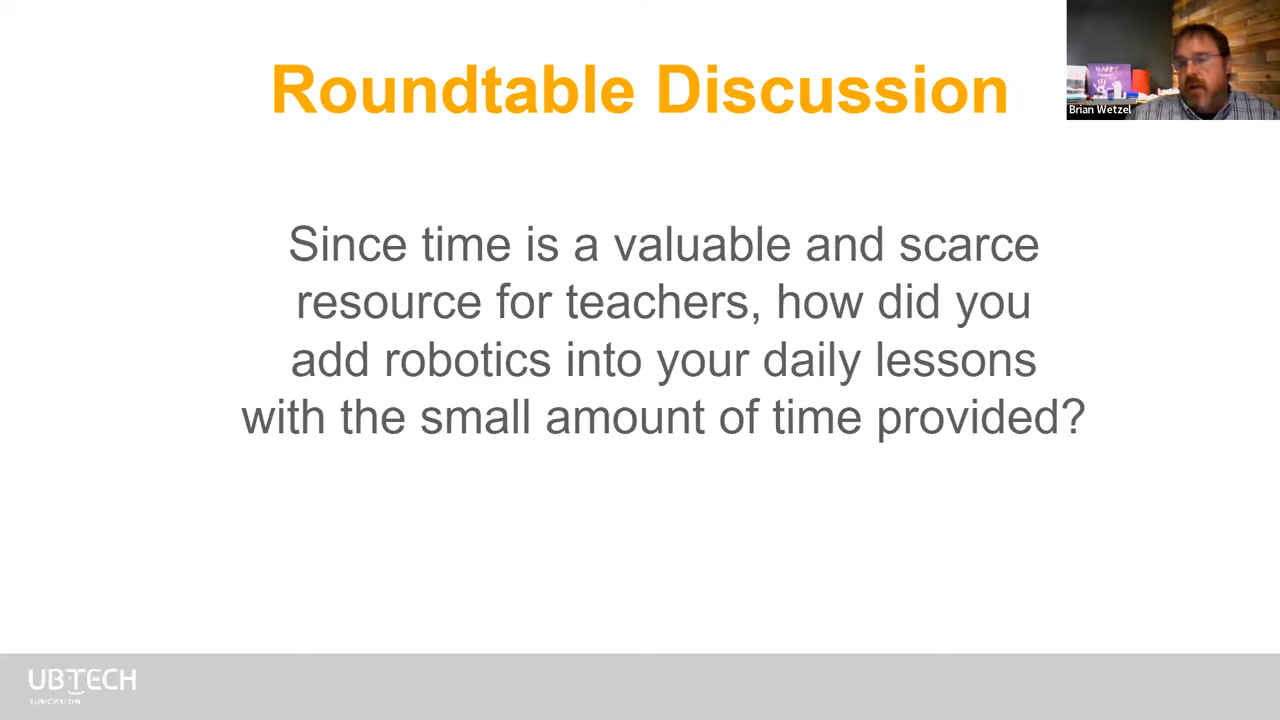 Roundtable Discussion
Brian Wetzel
HAPPY
Since time is a valuable and scarce
resource for teachers, how did you
add robotics into your daily lessons
with the small amount of time provided?
UBTECH
EDUCATION